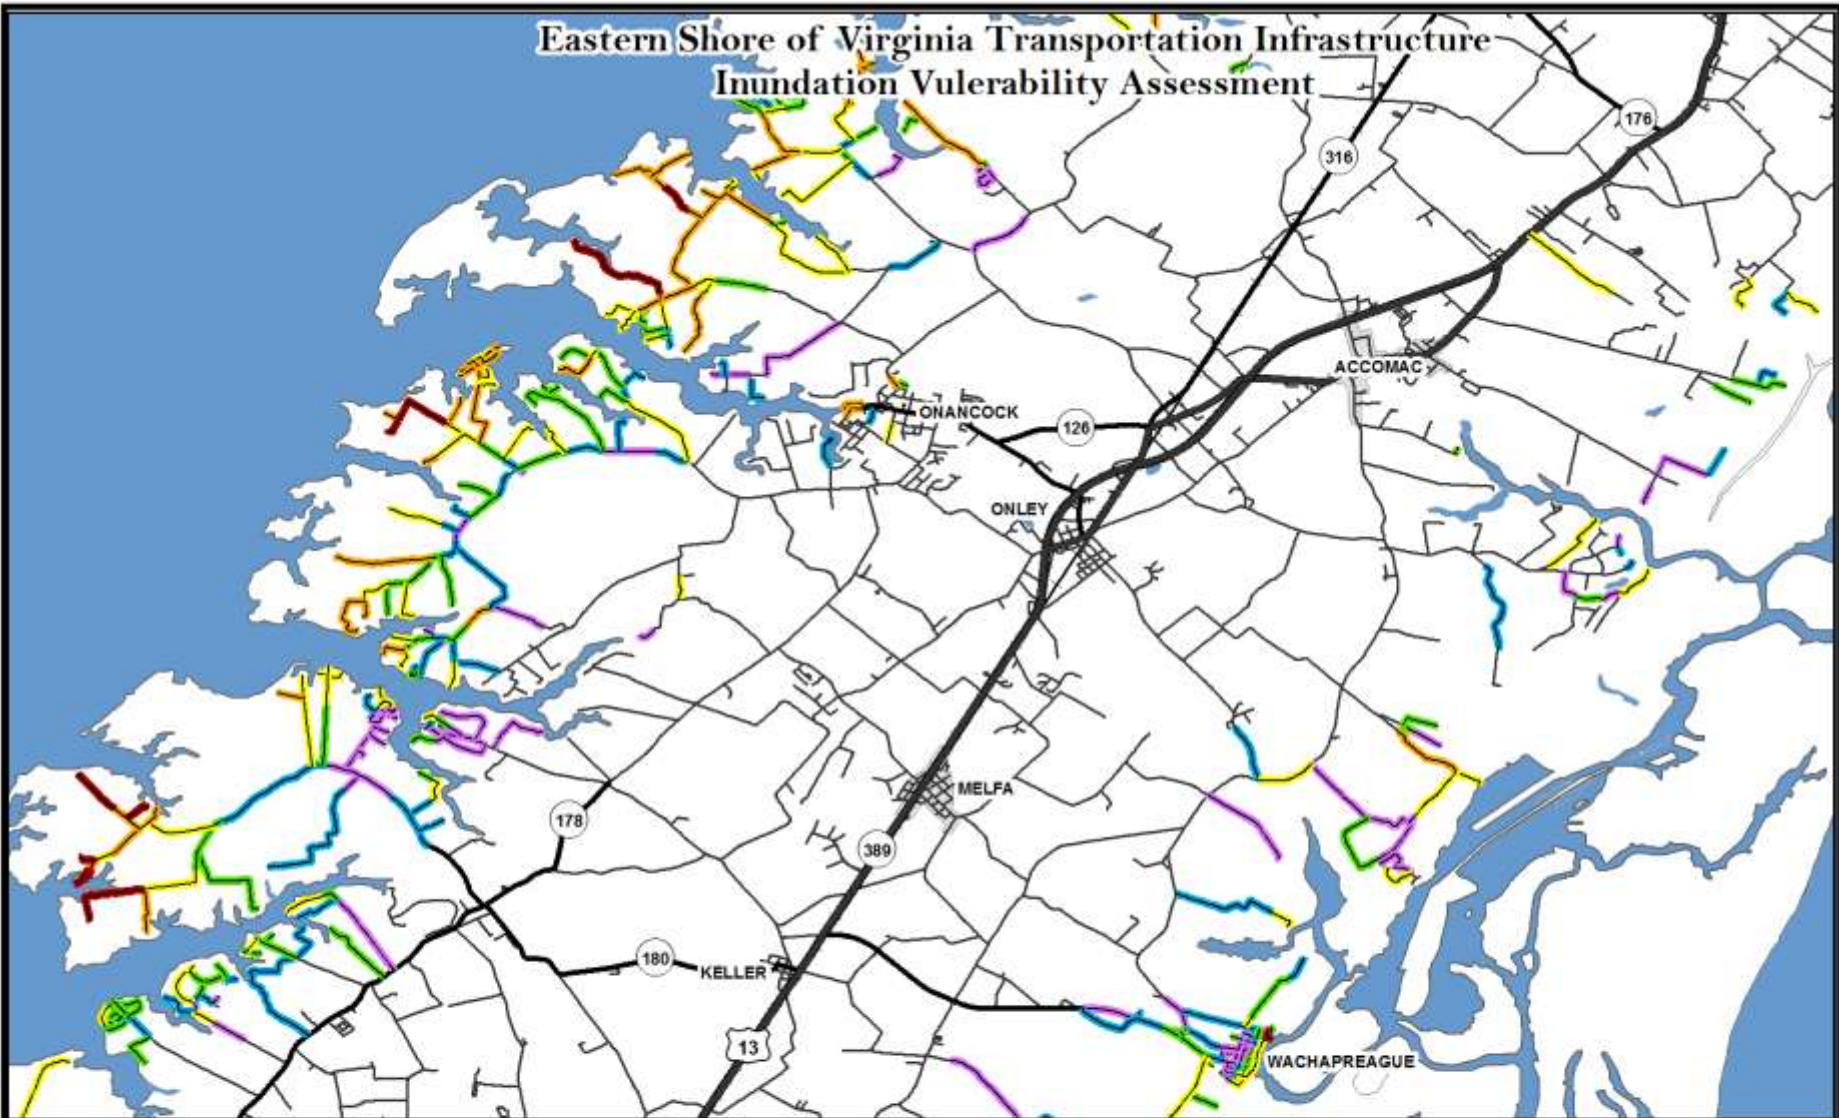 Eastern Shore of Virginia Transportation Infrastructure
Inundation Vulerability Assessment
176
316
ACCOMAC
ONANCOCK
126
ONLEY
MELFA
178
389
180
KELLER
13
WACHAPREAGUE